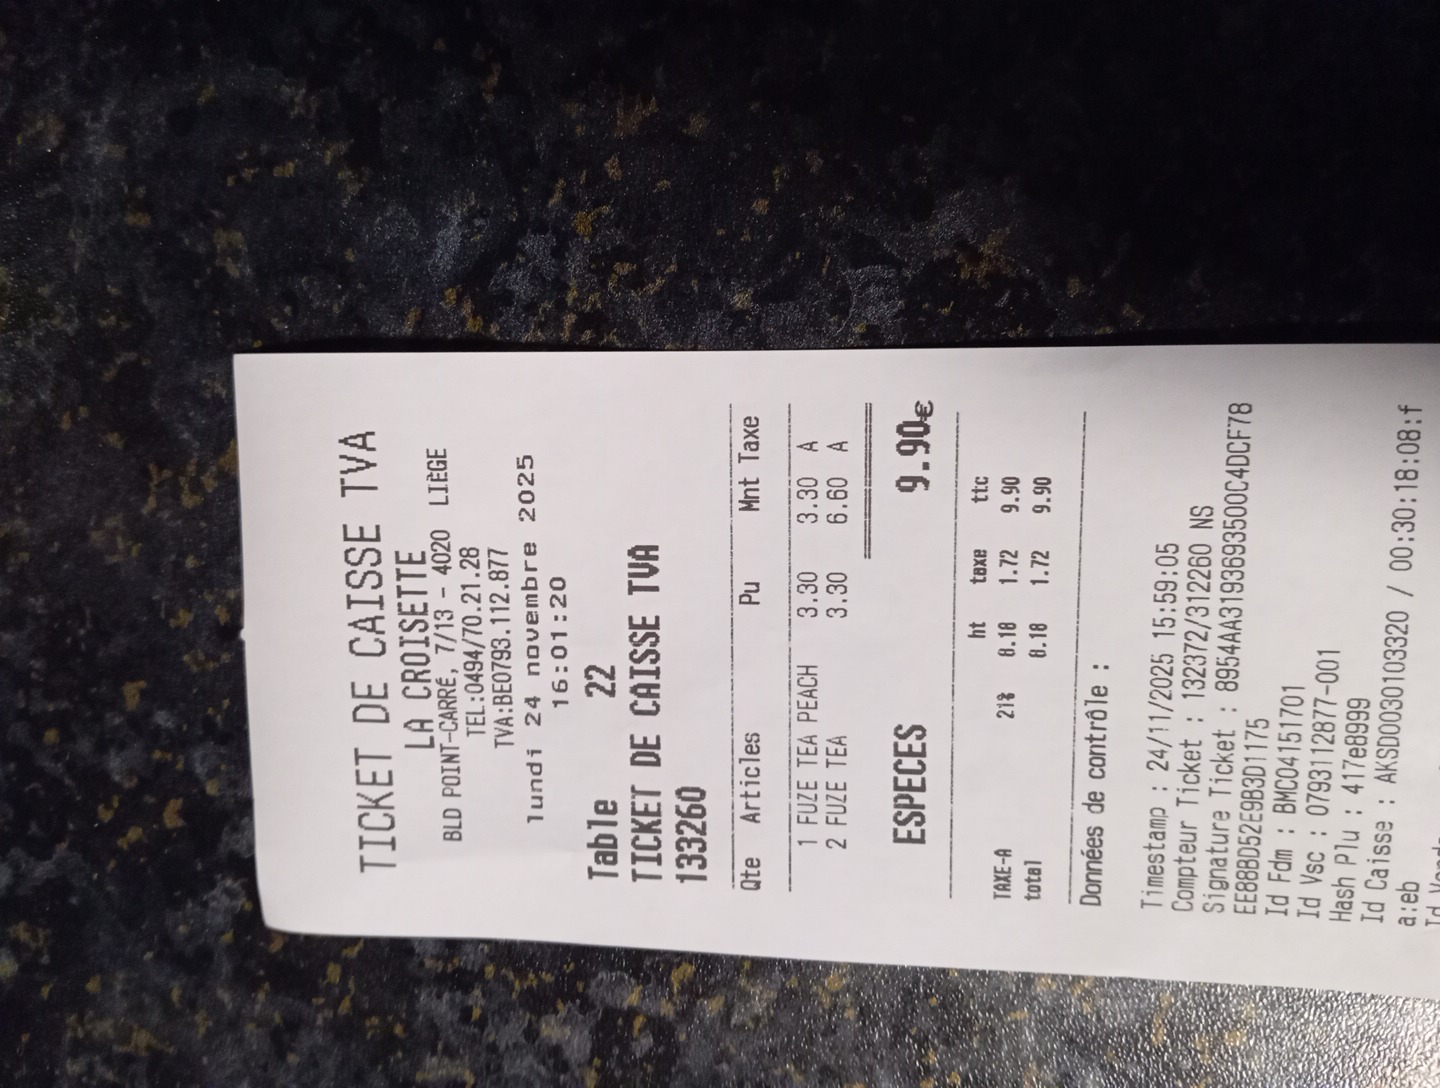 TICKET DE CAISSE TVA
LA CROISETTE
BLD POINT-CARRÉ, 7/13 - 4020 LIÈGE
TEL:0494/70.21.28
TVA:BE0793.112.877
lundi 24 novembre 2025
16:01:20
Table 22
TICKET DE CAISSE TVA
133260
Qte Articles Pu Mnt Taxe
1 FUZE TEA PEACH 3.30 3.30 A
2 FUZE TEA 3.30 6.60 A
ESPECES 9.90€
ht taxe ttc
TAXE-A 21% 8.18 1.72 9.90
total 8.18 1.72 9.90
Données de contrôle :
Timestamp : 24/11/2025 15:59:05
Compteur Ticket : 132372/312260 NS
Signature Ticket : 8954AA319369393500C4DCF78
EE88BD52E9B3D1175
Id Fdm : BMC04151701
Id Vsc : 0793112877-001
Hash Plu : 417e8999
Id Caisse : AKSD0030103320 / 00:30:18:08:f
a:eb